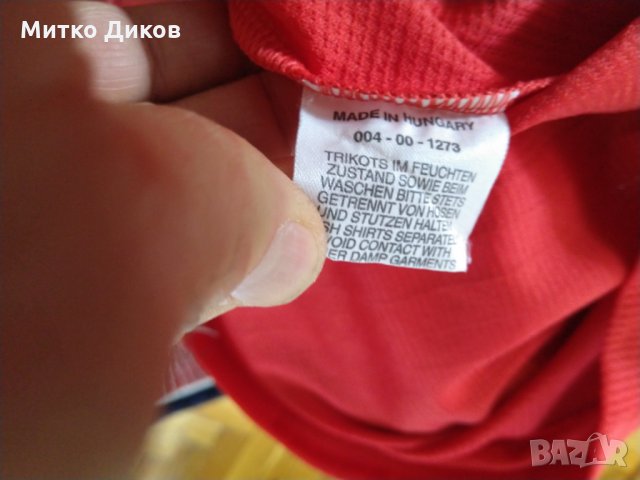 Митко Диков
MADE IN HUNGARY
004 - 00 - 1273
TRIKOTS IM FEUCHTEN
ZUSTAND SOWIE BEIM
WASCHEN BITTE STETS
GETRENNT VON HOSEN
UND STUTZEN HALTEN
SH SHIRTS SEPARATE
VOID CONTACT WITH
ER DAMP GARMENTS
BAZAR